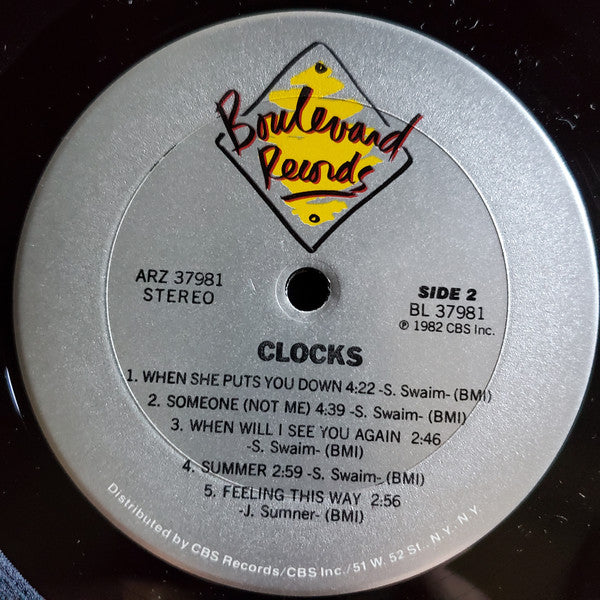 Boulevard
Records
ARZ 37981
STEREO
SIDE 2
BL 37981
℗ 1982 CBS Inc.
CLOCKS
1. WHEN SHE PUTS YOU DOWN 4:22 -S. Swaim- (BMI)
2. SOMEONE (NOT ME) 4:39 -S. Swaim- (BMI)
3. WHEN WILL I SEE YOU AGAIN 2:46
-S. Swaim- (BMI)
4. SUMMER 2:59 -S. Swaim- (BMI)
5. FEELING THIS WAY 2:56
-J. Sumner- (BMI)
Distributed by CBS Records/CBS Inc./51 W. 52 St., N.Y., N.Y.